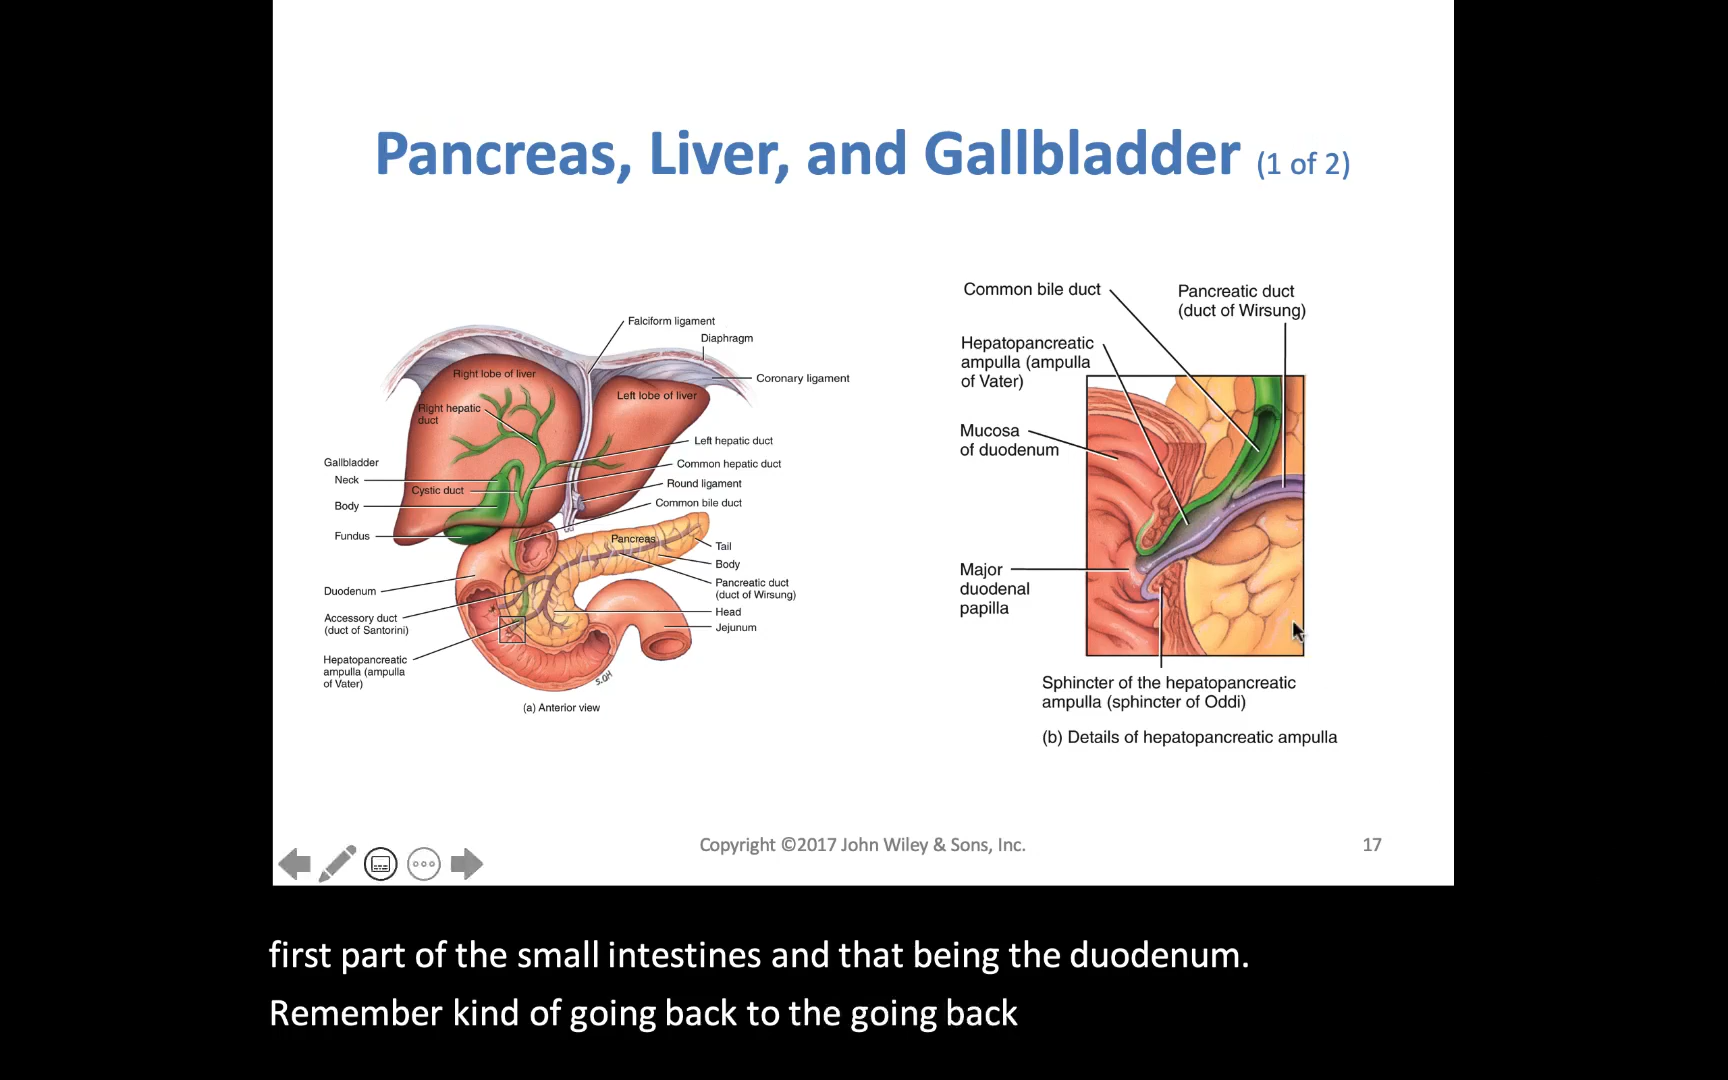 Pancreas, Liver, and Gallbladder (1 of 2)
Falciform ligament
Diaphragm
Coronary ligament
Right lobe of liver
Left lobe of liver
Right hepatic
duct
Left hepatic duct
Common hepatic duct
Round ligament
Common bile duct
Gallbladder
Neck
Cystic duct
Body
Fundus
Pancreas
Tail
Body
Pancreatic duct
(duct of Wirsung)
Head
Jejunum
Duodenum
Accessory duct
(duct of Santorini)
Hepatopancreatic
ampulla (ampulla
of Vater)
S.OH
(a) Anterior view
Common bile duct
Pancreatic duct
(duct of Wirsung)
Hepatopancreatic
ampulla (ampulla
of Vater)
Mucosa
of duodenum
Major
duodenal
papilla
Sphincter of the hepatopancreatic
ampulla (sphincter of Oddi)
(b) Details of hepatopancreatic ampulla
Copyright ©2017 John Wiley & Sons, Inc.
17
first part of the small intestines and that being the duodenum.
Remember kind of going back to the going back